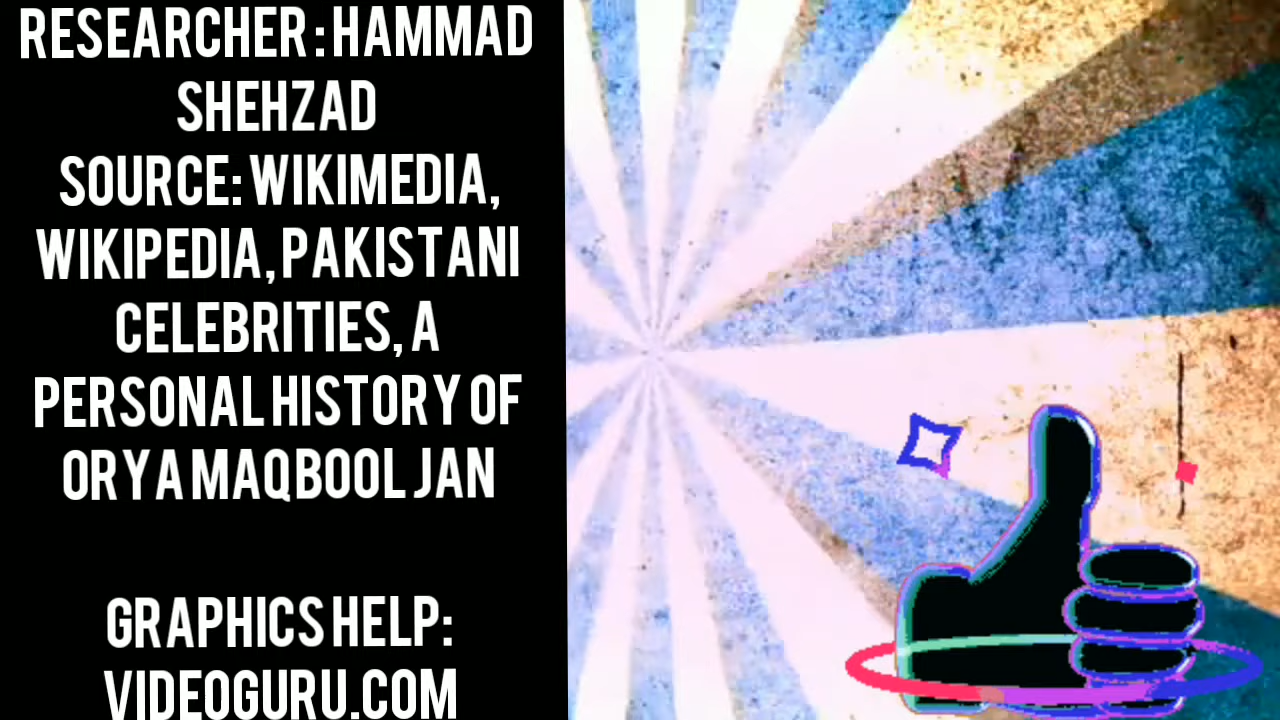 RESEARCHER : HAMMAD
SHEHZAD
SOURCE: WIKIMEDIA,
WIKIPEDIA, PAKISTANI
CELEBRITIES, A
PERSONAL HISTORY OF
ORYA MAQBOOL JAN
GRAPHICS HELP:
VIDEOGURU.COM